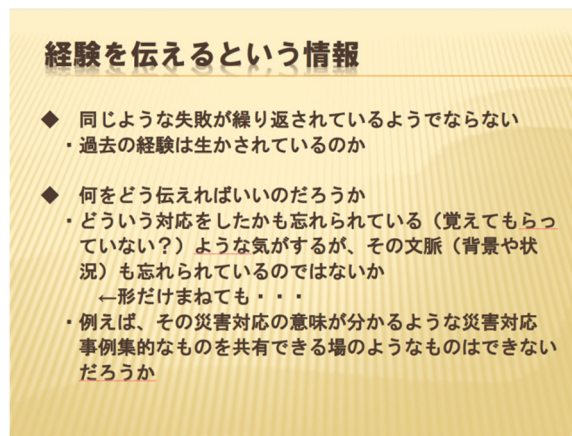 経験を伝えるという情報
◆ 同じような失敗が繰り返されているようでならない
・過去の経験は生かされているのか
◆ 何をどう伝えればいいのだろうか
・どういう対応をしたかも忘れられている（覚えてもらっ
ていない？）ような気がするが、その文脈（背景や状
況）も忘れられているのではないか
←形だけまねても・・・
・例えば、その災害対応の意味が分かるような災害対応
事例集的なものを共有できる場のようなものはできない
だろうか